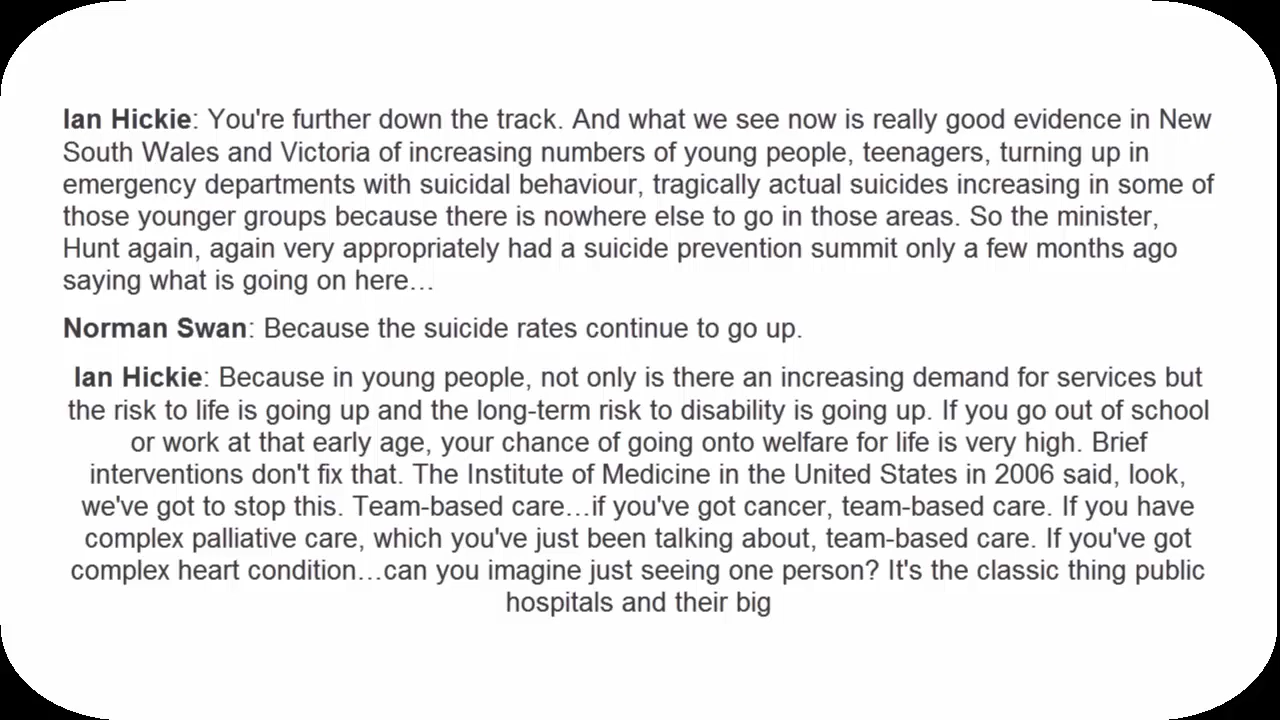 Ian Hickie: You're further down the track. And what we see now is really good evidence in New
South Wales and Victoria of increasing numbers of young people, teenagers, turning up in
emergency departments with suicidal behaviour, tragically actual suicides increasing in some of
those younger groups because there is nowhere else to go in those areas. So the minister,
Hunt again, again very appropriately had a suicide prevention summit only a few months ago
saying what is going on here…
Norman Swan: Because the suicide rates continue to go up.
Ian Hickie: Because in young people, not only is there an increasing demand for services but
the risk to life is going up and the long-term risk to disability is going up. If you go out of school
or work at that early age, your chance of going onto welfare for life is very high. Brief
interventions don't fix that. The Institute of Medicine in the United States in 2006 said, look,
we've got to stop this. Team-based care…if you've got cancer, team-based care. If you have
complex palliative care, which you've just been talking about, team-based care. If you've got
complex heart condition…can you imagine just seeing one person? It's the classic thing public
hospitals and their big